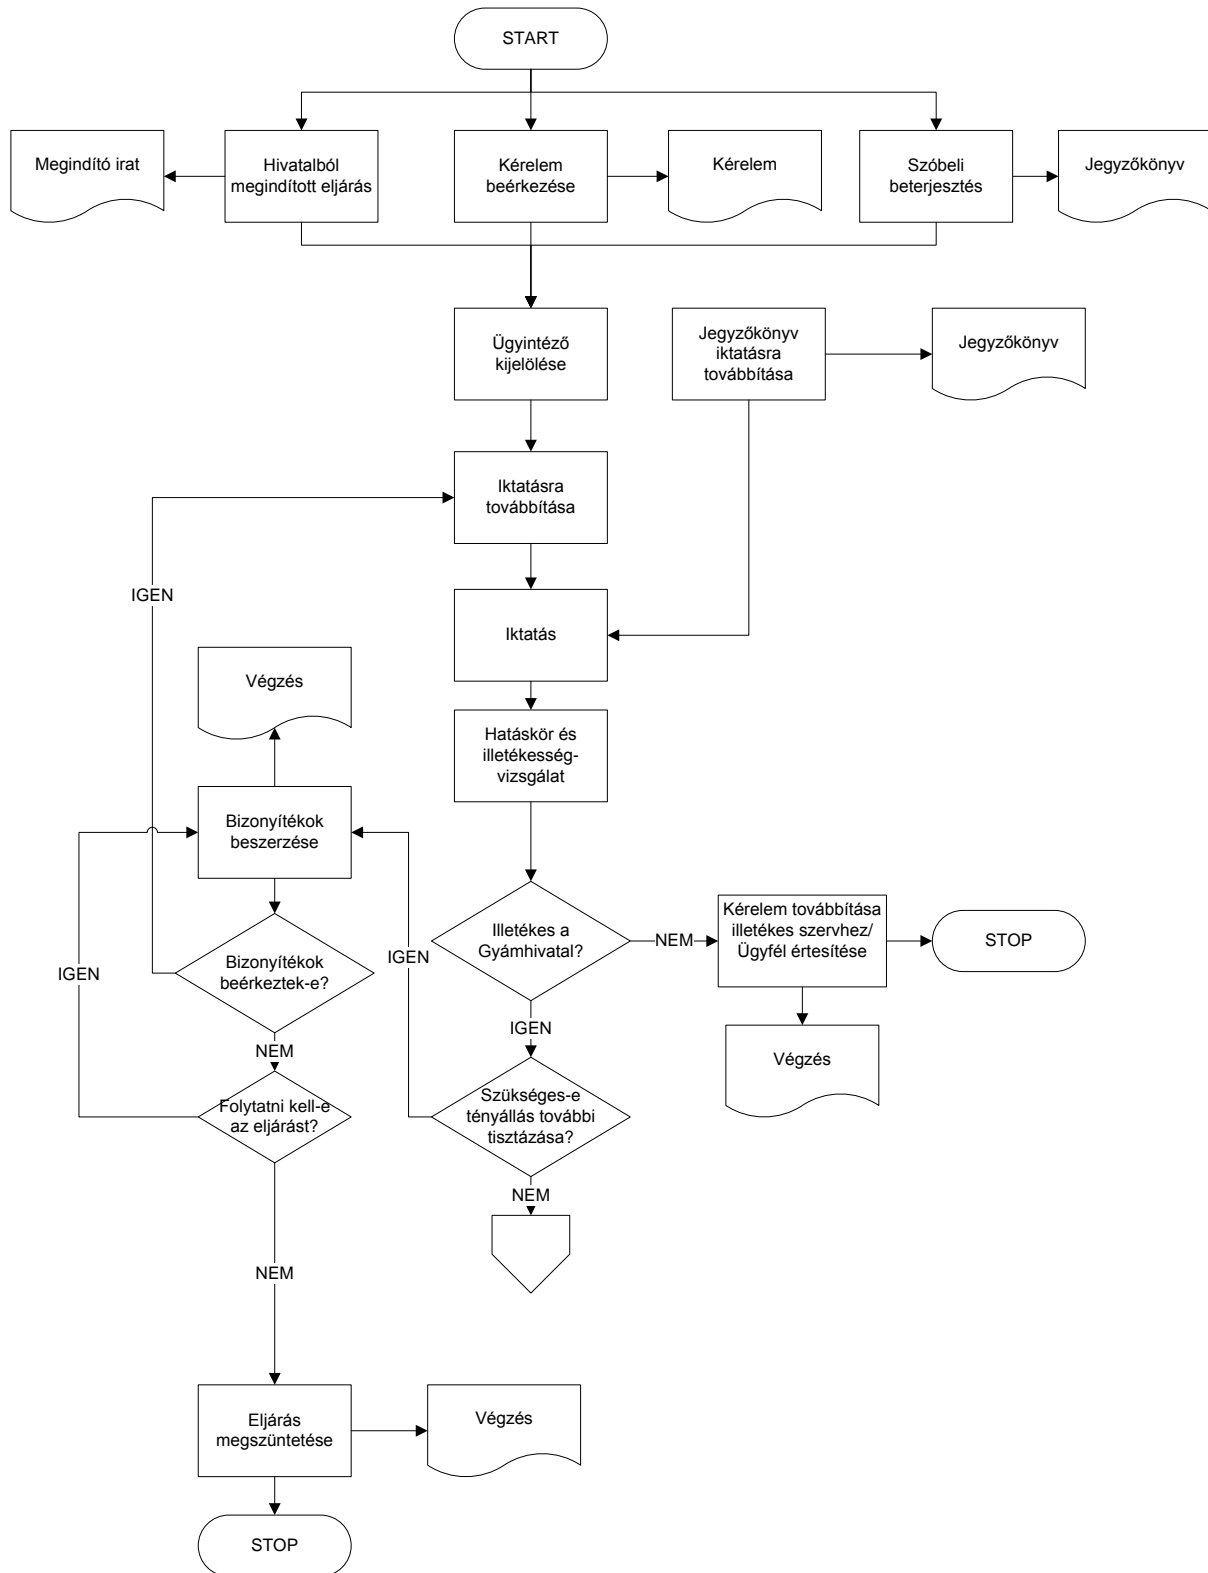 START
Megindító irat
Hivatalból
megindított eljárás
Kérelem
beérkezése
Kérelem
Szóbeli
beterjesztés
Jegyzőkönyv
Ügyintéző
kijelölése
Jegyzőkönyv
iktatásra
továbbítása
Jegyzőkönyv
Iktatásra
továbbítása
IGEN
Iktatás
Végzés
Hatáskör és
illetékesség-
vizsgálat
Bizonyítékok
beszerzése
Illetékes a
Gyámhivatal?
NEM
Kérelem továbbítása
illetékes szervhez/
Ügyfél értesítése
STOP
IGEN
IGEN
Bizonyítékok
beérkeztek-e?
IGEN
NEM
Végzés
Folytatni kell-e
az eljárást?
Szükséges-e
tényállás további
tisztázása?
NEM
NEM
Eljárás
megszüntetése
Végzés
STOP